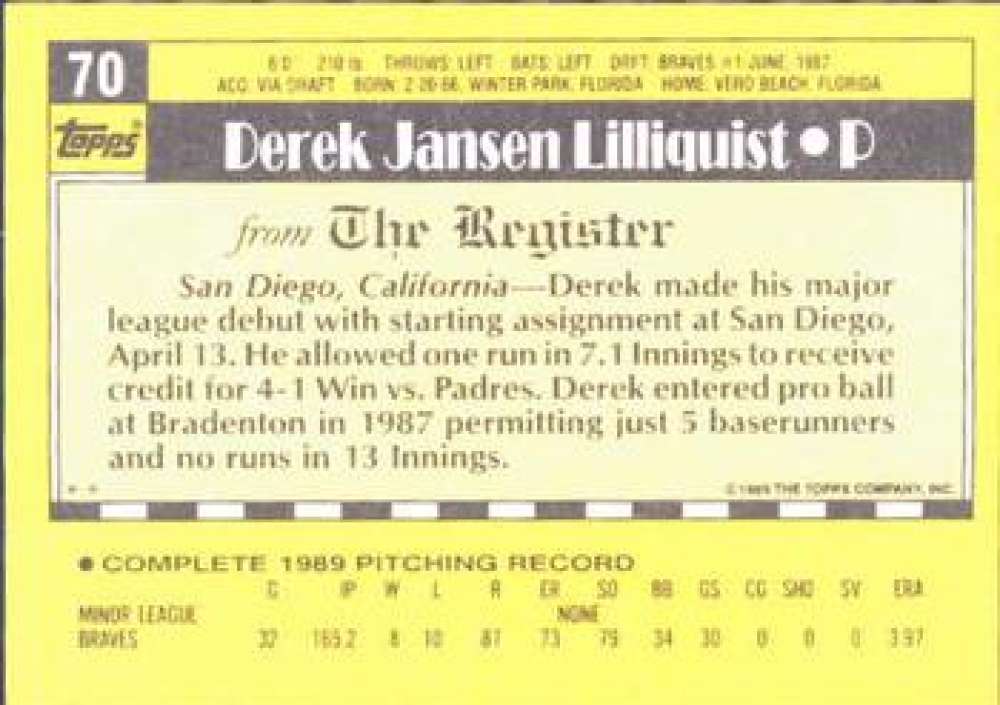 70
6'0" 210 lb. THROWS: LEFT BATS: LEFT DRFT: BRAVES #1-JUNE, 1987
ACQ: VIA DRAFT BORN: 2-26-66, WINTER PARK, FLORIDA HOME: VERO BEACH, FLORIDA
topps®
Derek Jansen Lilliquist • P
from The Register
San Diego, California—Derek made his major
league debut with starting assignment at San Diego,
April 13. He allowed one run in 7.1 Innings to receive
credit for 4-1 Win vs. Padres. Derek entered pro ball
at Bradenton in 1987 permitting just 5 baserunners
and no runs in 13 Innings.
* *
© 1989 THE TOPPS COMPANY, INC.
• COMPLETE 1989 PITCHING RECORD
G IP W L R ER SO BB GS CG SHO SV ERA
MINOR LEAGUE NONE
BRAVES 32 165.2 8 10 87 73 79 34 30 0 0 0 3.97